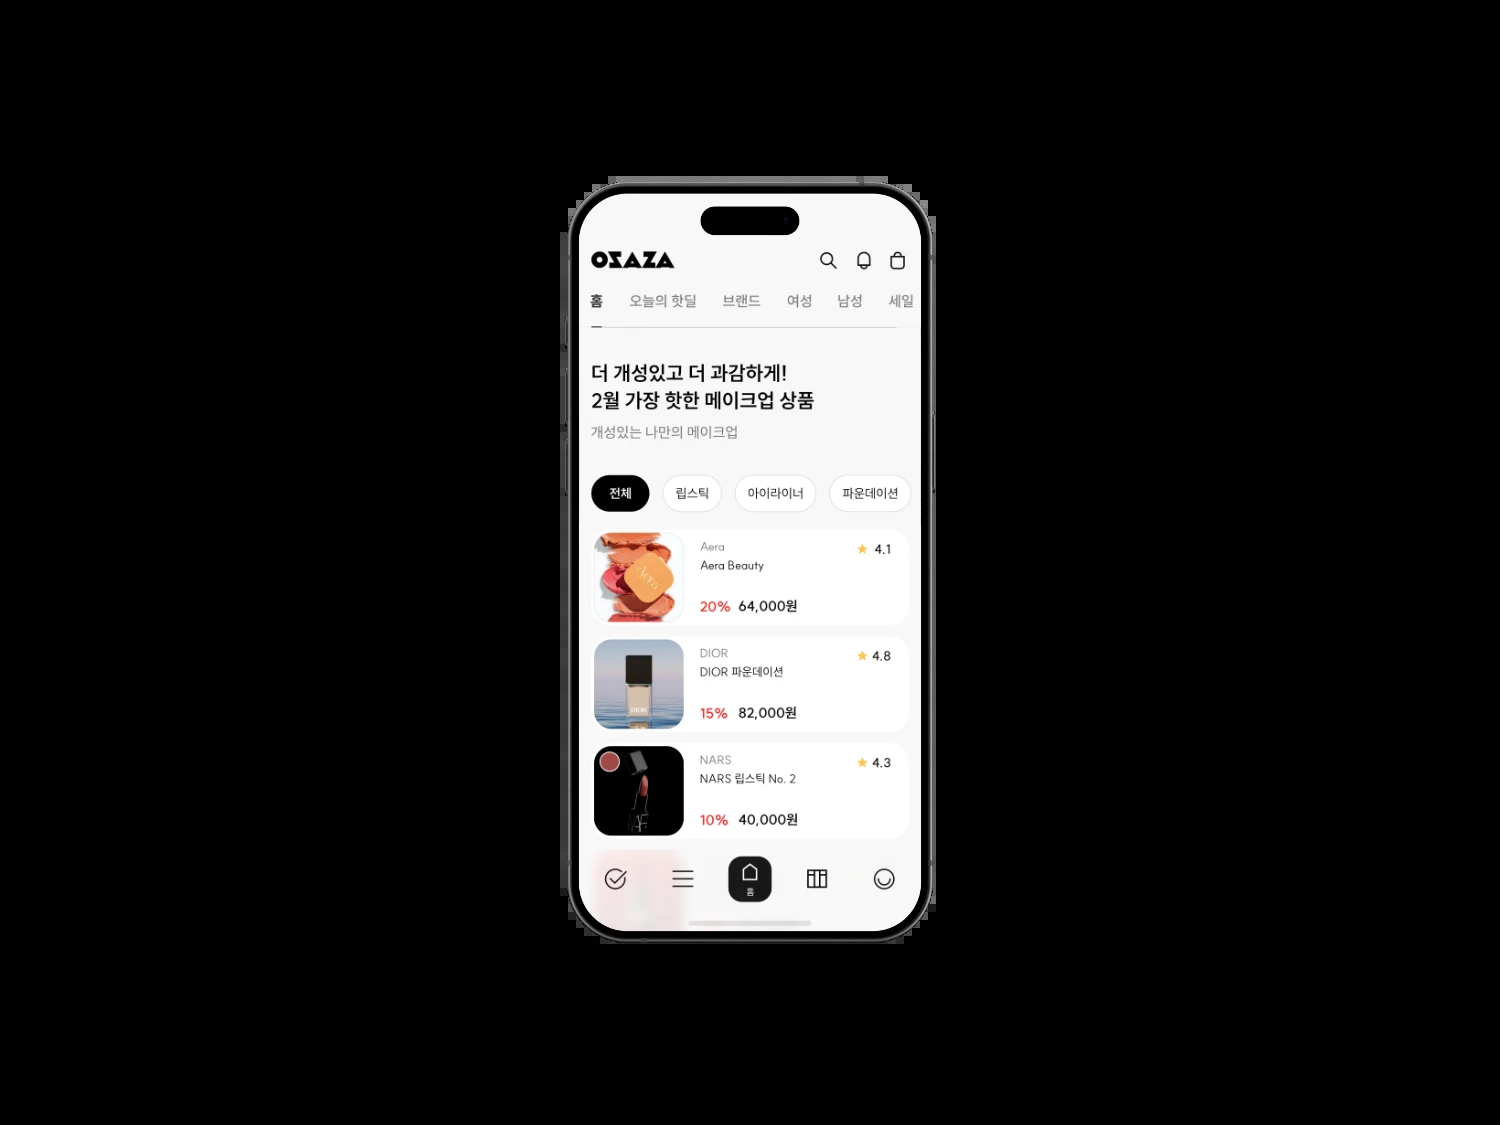 OZAZA
홈 오늘의 핫딜 브랜드 여성 남성 세일
더 개성있고 더 과감하게!
2월 가장 핫한 메이크업 상품
개성있는 나만의 메이크업
전체 립스틱 아이라이너 파운데이션
Aera
Aera 4.1
Aera Beauty
20% 64,000원
DIOR 4.8
DIOR 파운데이션
15% 82,000원
NARS 4.3
NARS 립스틱 No. 2
10% 40,000원
홈